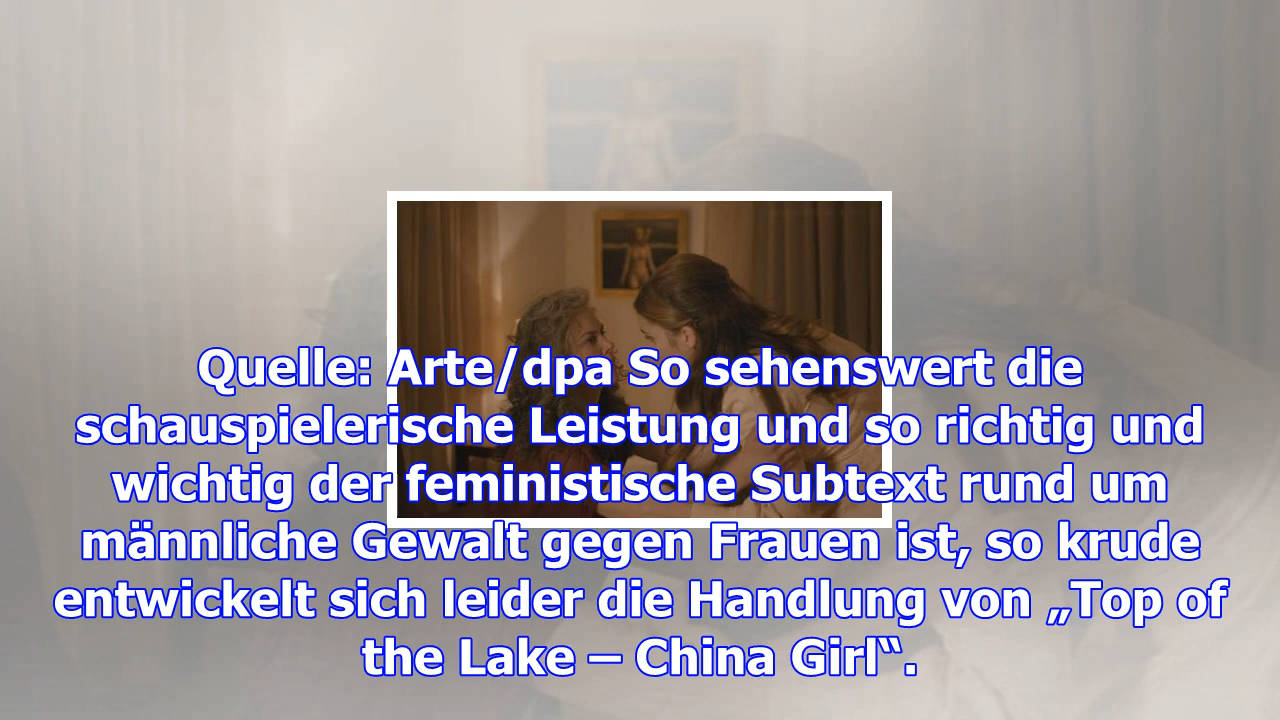 Quelle: Arte/dpa So sehenswert die
schauspielerische Leistung und so richtig und
wichtig der feministische Subtext rund um
männliche Gewalt gegen Frauen ist, so krude
entwickelt sich leider die Handlung von „Top of
the Lake – China Girl“.